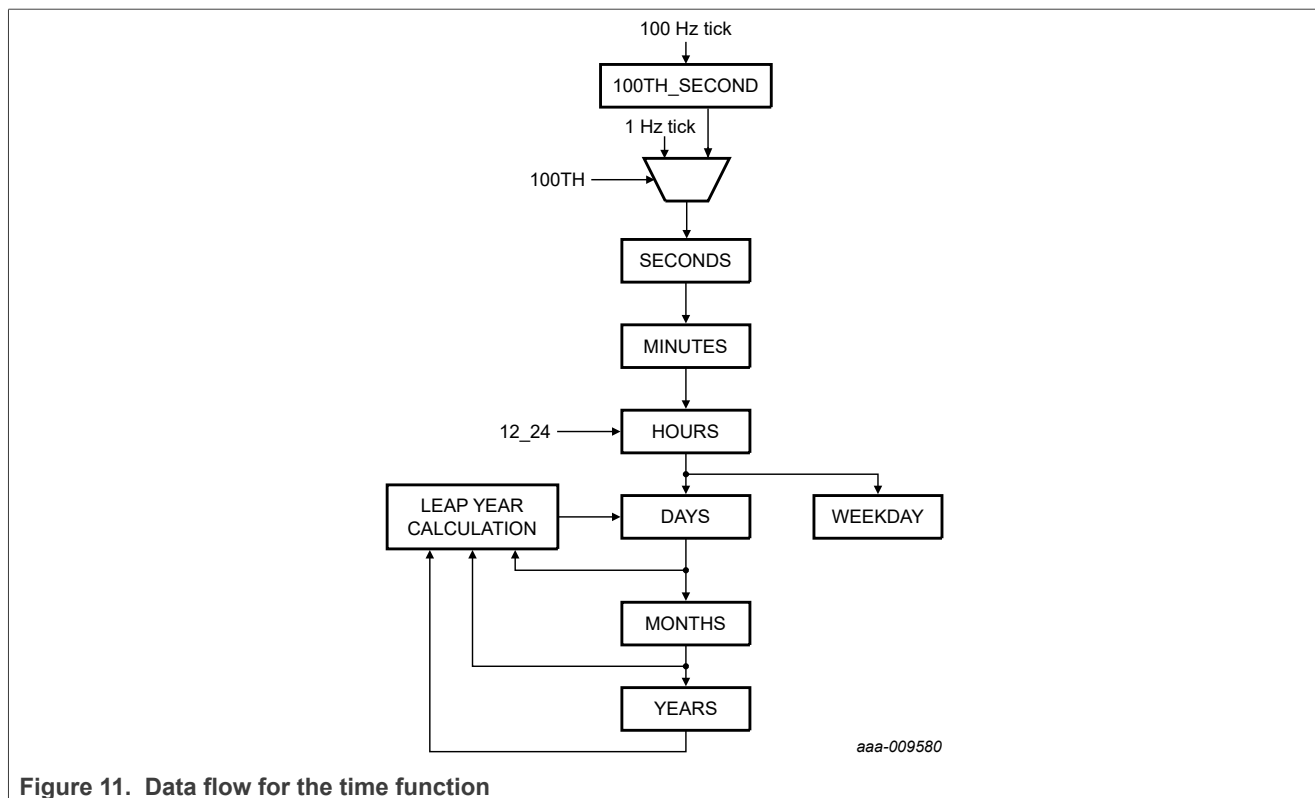 100 Hz tick
100TH_SECOND
1 Hz tick
100TH
SECONDS
MINUTES
12_24
HOURS
LEAP YEAR
CALCULATION
DAYS
WEEKDAY
MONTHS
YEARS
aaa-009580
Figure 11. Data flow for the time function